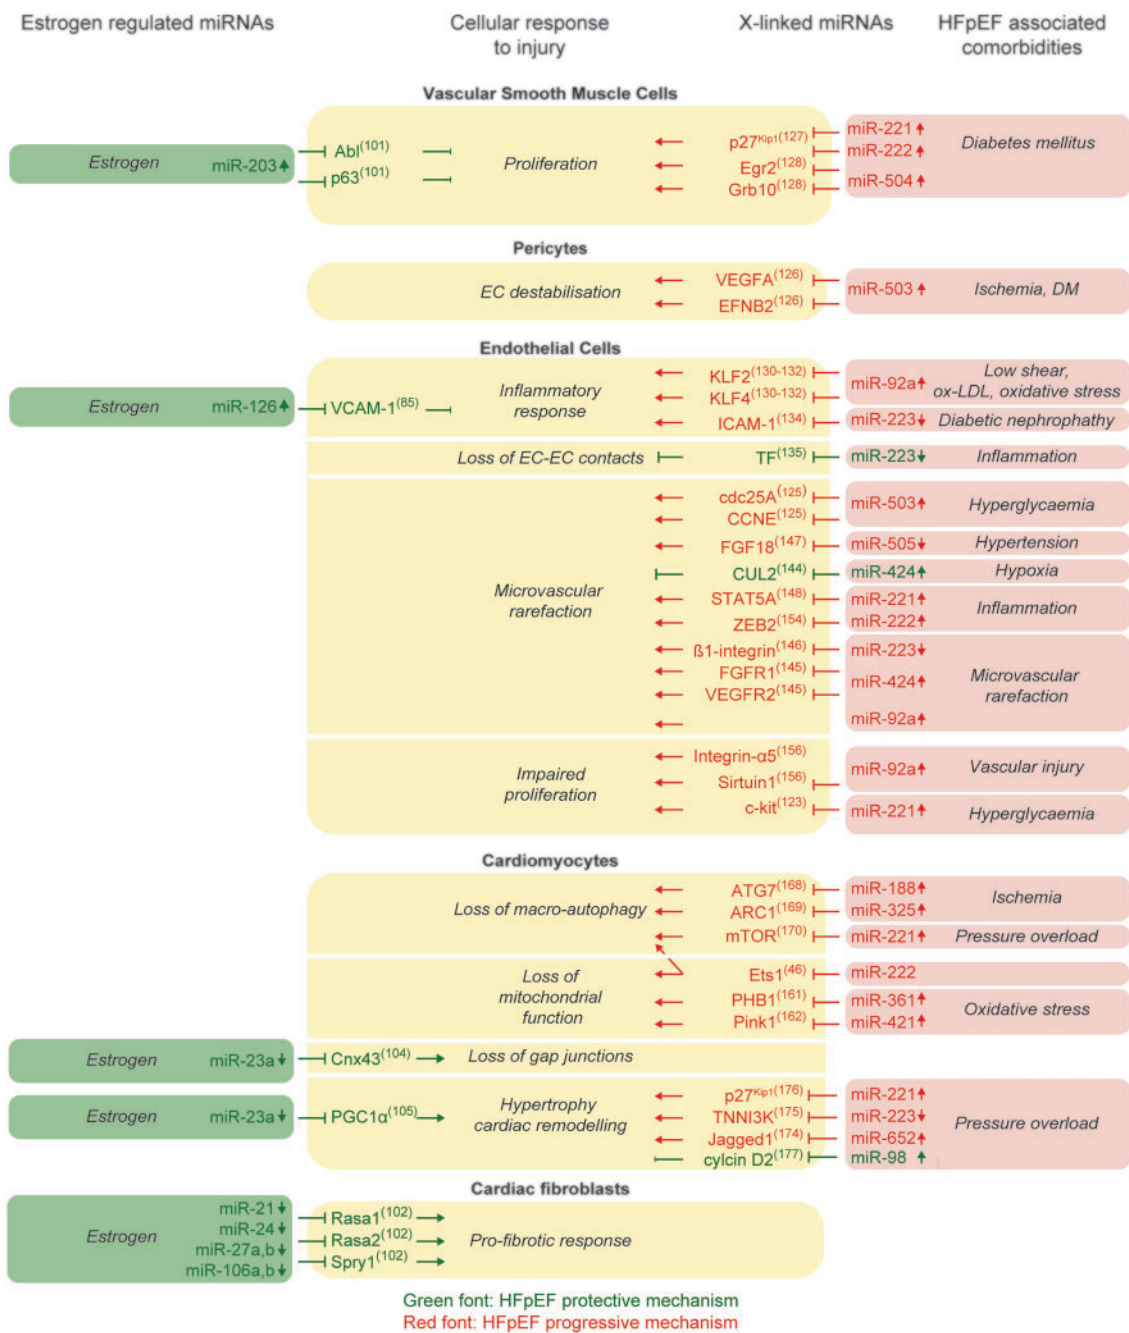 Estrogen regulated miRNAs
Cellular response
to injury
X-linked miRNAs
HFpEF associated
comorbidities
Vascular Smooth Muscle Cells
Estrogen
miR-203
Abl(101)
p63(101)
Proliferation
p27Kip1(127)
Egr2(128)
Grb10(128)
miR-221
miR-222
miR-504
Diabetes mellitus
Pericytes
EC destabilisation
VEGFA(126)
EFNB2(126)
miR-503
Ischemia, DM
Endothelial Cells
Estrogen
miR-126
VCAM-1(85)
Inflammatory
response
KLF2(130-132)
KLF4(130-132)
ICAM-1(134)
miR-92a
miR-223
Low shear,
ox-LDL, oxidative stress
Diabetic nephrophathy
Loss of EC-EC contacts
TF(135)
miR-223
Inflammation
Microvascular
rarefaction
cdc25A(125)
CCNE(125)
miR-503
Hyperglycaemia
FGF18(147)
miR-505
Hypertension
CUL2(144)
miR-424
Hypoxia
STAT5A(148)
miR-221
ZEB2(154)
miR-222
Inflammation
ß1-integrin(146)
miR-223
FGFR1(145)
VEGFR2(145)
miR-424
miR-92a
Microvascular
rarefaction
Impaired
proliferation
Integrin-α5(156)
Sirtuin1(156)
miR-92a
Vascular injury
c-kit(123)
miR-221
Hyperglycaemia
Cardiomyocytes
Loss of macro-autophagy
ATG7(168)
miR-188
ARC1(169)
miR-325
Ischemia
mTOR(170)
miR-221
Pressure overload
Loss of
mitochondrial
function
Ets1(46)
miR-222
PHB1(161)
miR-361
Pink1(162)
miR-421
Oxidative stress
Estrogen
miR-23a
Cnx43(104)
Loss of gap junctions
Estrogen
miR-23a
PGC1α(105)
Hypertrophy
cardiac remodelling
p27Kip1(176)
miR-221
TNNI3K(175)
miR-223
Jagged1(174)
miR-652
cylcin D2(177)
miR-98
Pressure overload
Cardiac fibroblasts
Estrogen
miR-21
miR-24
miR-27a,b
miR-106a,b
Rasa1(102)
Rasa2(102)
Spry1(102)
Pro-fibrotic response
Green font: HFpEF protective mechanism
Red font: HFpEF progressive mechanism